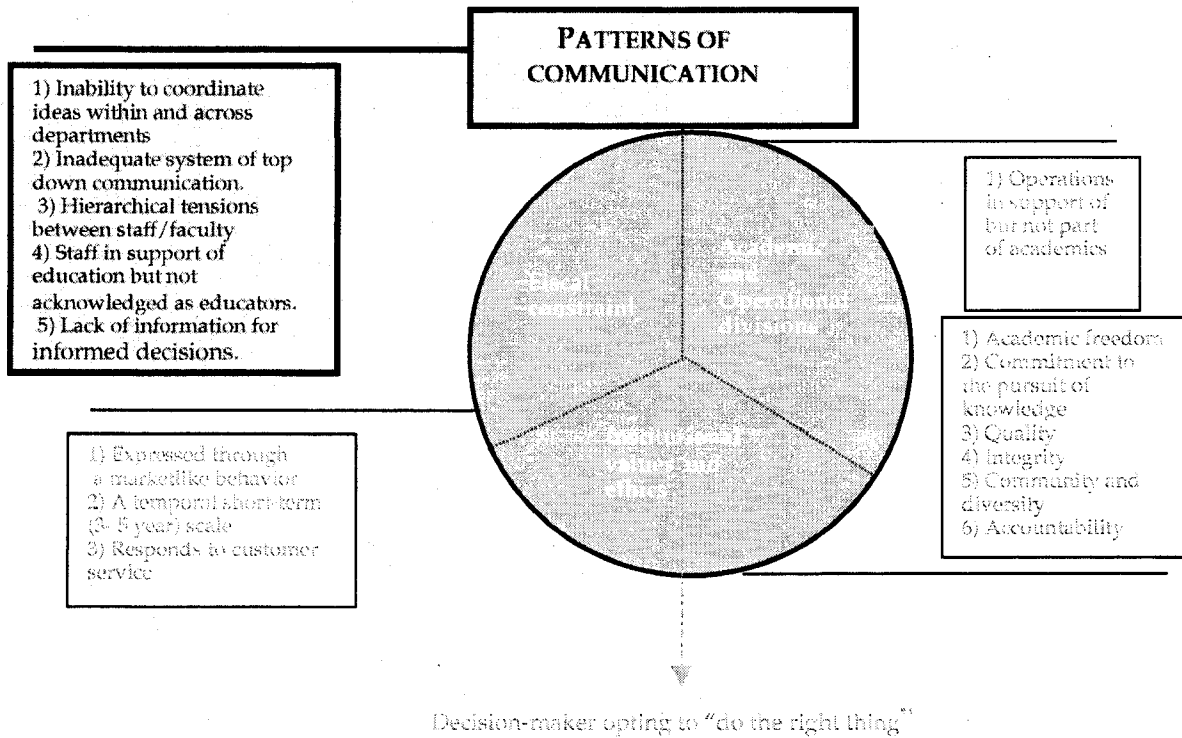 PATTERNS OF
COMMUNICATION
1) Inability to coordinate
ideas within and across
departments
2) Inadequate system of top
down communication.
3) Hierarchical tensions
between staff/faculty
4) Staff in support of
education but not
acknowledged as educators.
5) Lack of information for
informed decisions.
1) Operations
in support of
but not part
of academics
Fiscal
constraint
Operational
divisions
1) Academic freedom
2) Commitment to
the pursuit of
knowledge
3) Quality
4) Integrity
5) Community and
diversity
6) Accountability
values and
ethics
1) Expressed through
a marketlike behavior
2) A temporal short-term
(3- 5 year) scale
3) Responds to customer
service
Decision-maker opting to "do the right thing"